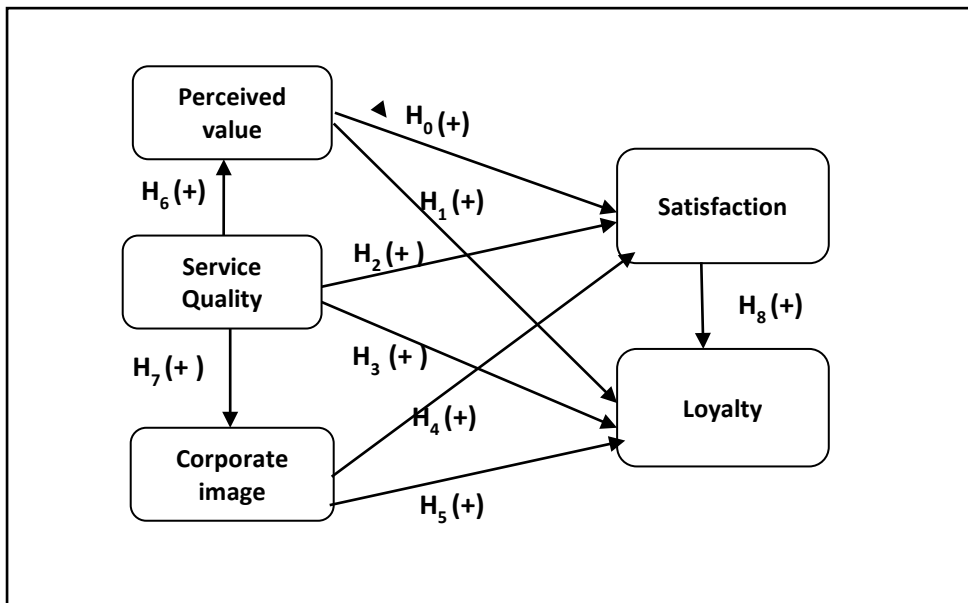 Perceived
value
H0 (+)
H6 (+)
H1 (+)
Satisfaction
Service
Quality
H2 (+ )
H8 (+)
H7 (+ )
H3 (+ )
Loyalty
H4 (+)
Corporate
image
H5 (+)